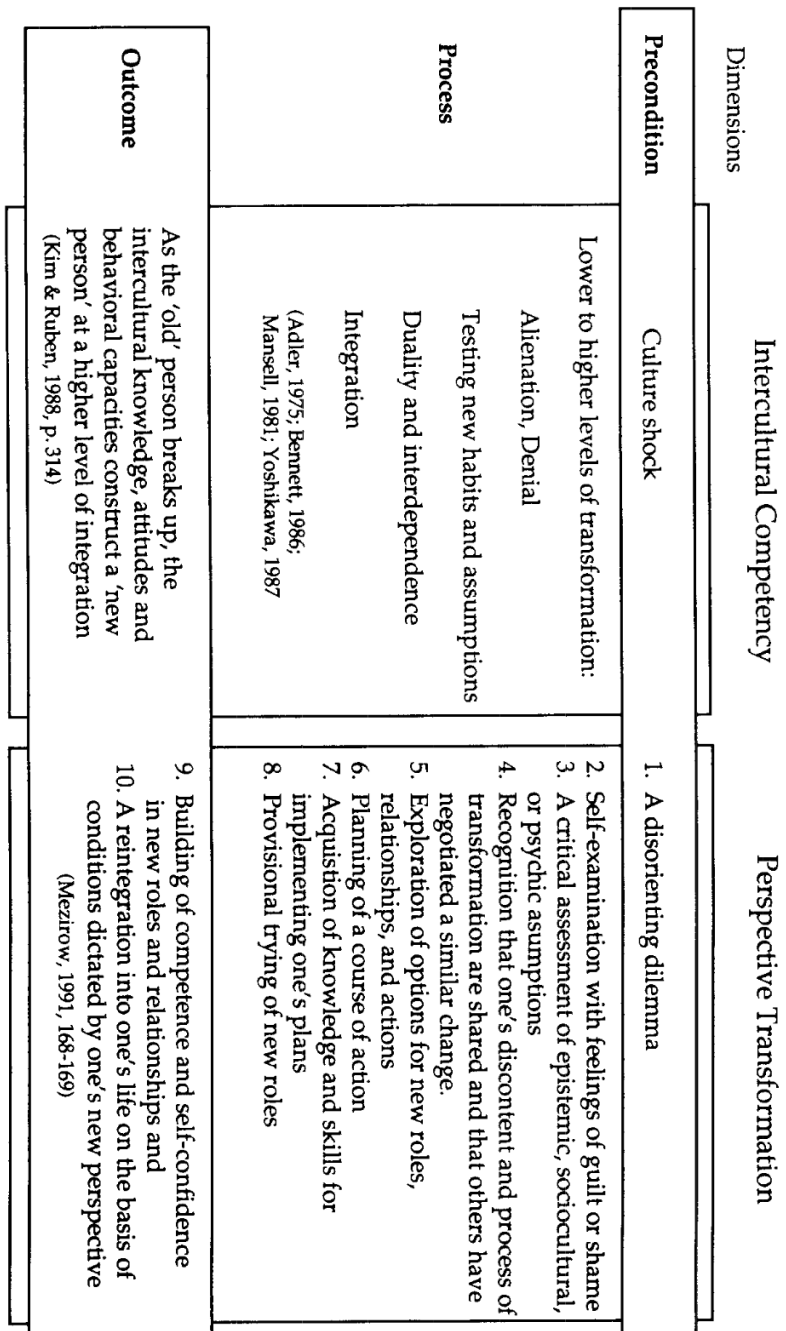 Dimensions
Intercultural Competency
Perspective Transformation
Precondition
Culture shock
1. A disorienting dilemma
Process
Lower to higher levels of transformation:
Alienation, Denial
Testing new habits and assumptions
Duality and interdependence
Integration
(Adler, 1975; Bennett, 1986;
Mansell, 1981; Yoshikawa, 1987
2. Self-examination with feelings of guilt or shame
3. A critical assessment of epistemic, sociocultural,
or psychic asumptions
4. Recognition that one's discontent and process of
transformation are shared and that others have
negotiated a similar change.
5. Exploration of options for new roles,
relationships, and actions
6. Planning of a course of action
7. Acquistion of knowledge and skills for
implementing one's plans
8. Provisional trying of new roles
Outcome
As the 'old' person breaks up, the
intercultural knowledge, attitudes and
behavioral capacities construct a 'new
person' at a higher level of integration
(Kim & Ruben, 1988, p. 314)
9. Building of competence and self-confidence
in new roles and relationships and
10. A reintegration into one's life on the basis of
conditions dictated by one's new perspective
(Mezirow, 1991, 168-169)